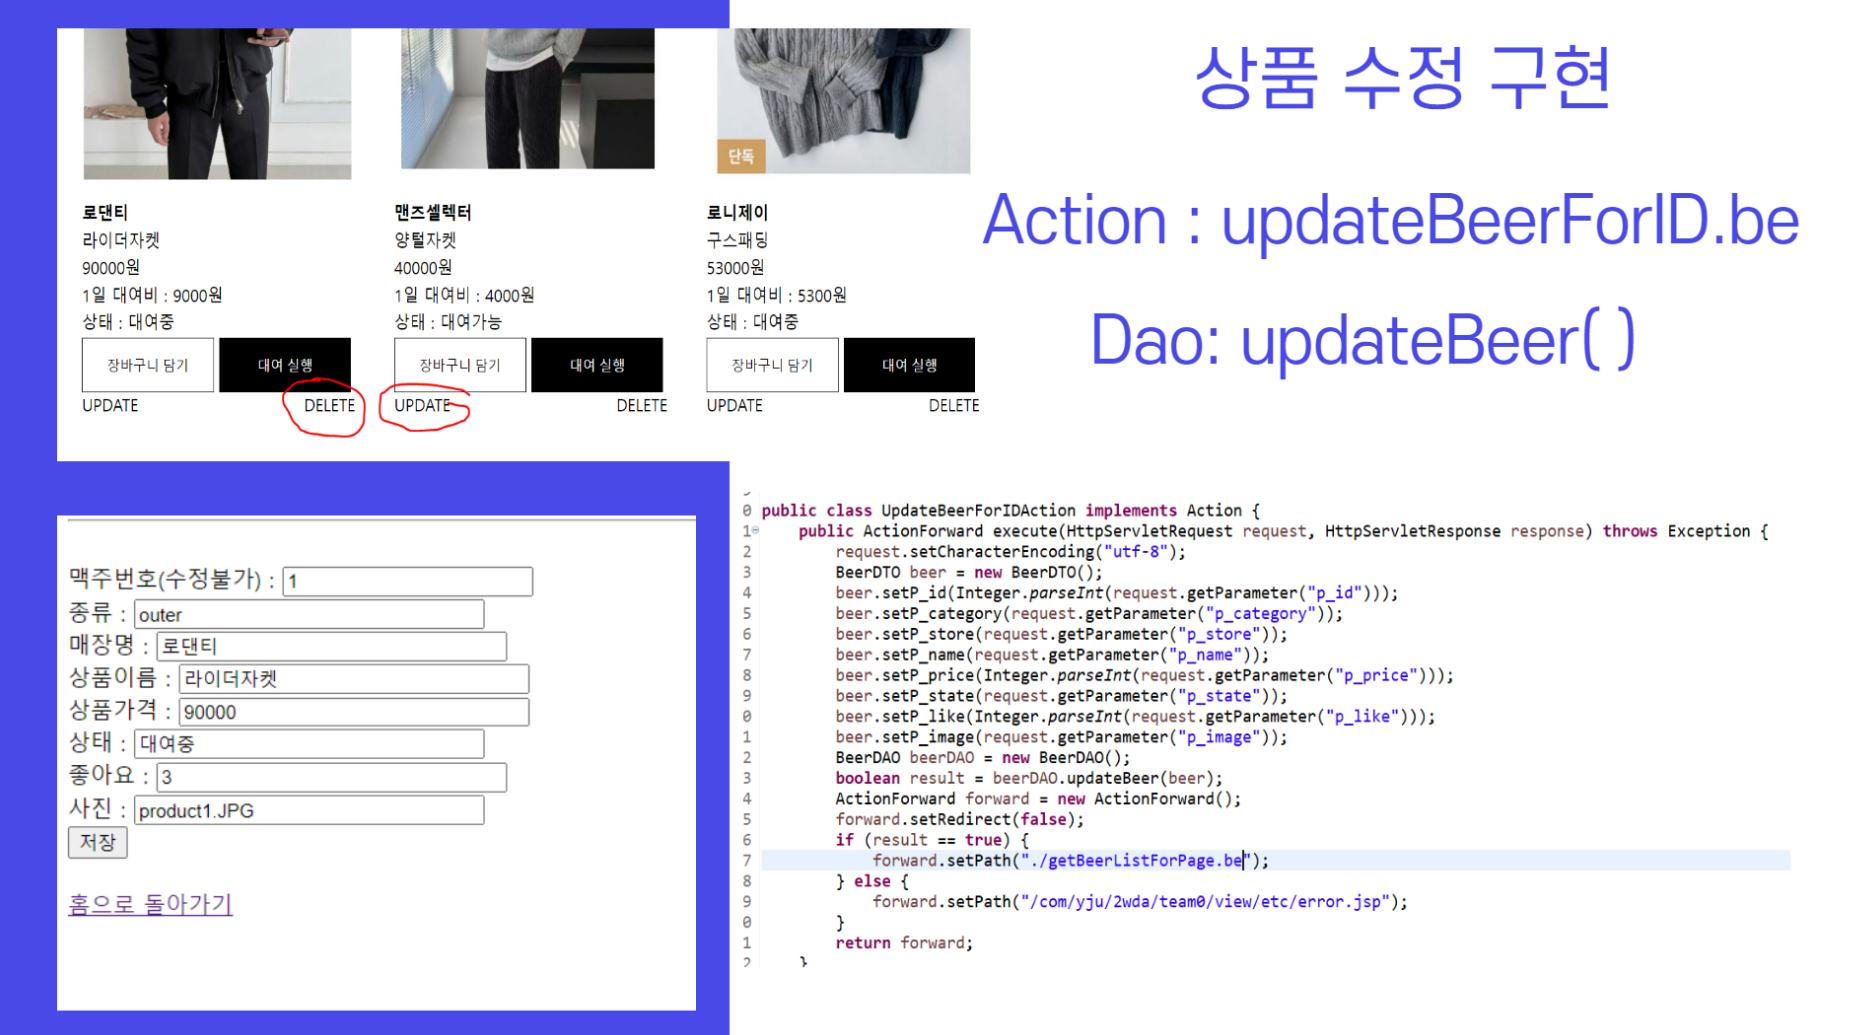 상품 수정 구현
Action : updateBeerForID.be
Dao: updateBeer( )
단독
로댄티
라이더자켓
90000원
1일 대여비 : 9000원
상태 : 대여중
장바구니 담기
대여 실행
UPDATE
DELETE
맨즈셀렉터
양털자켓
40000원
1일 대여비 : 4000원
상태 : 대여가능
장바구니 담기
대여 실행
UPDATE
DELETE
로니제이
구스패딩
53000원
1일 대여비 : 5300원
상태 : 대여중
장바구니 담기
대여 실행
UPDATE
DELETE
맥주번호(수정불가) : 1
종류 : outer
매장명 : 로댄티
상품이름 : 라이더자켓
상품가격 : 90000
상태 : 대여중
좋아요 : 3
사진 : product1.JPG
저장
홈으로 돌아가기
0 public class UpdateBeerForIDAction implements Action {
1 public ActionForward execute(HttpServletRequest request, HttpServletResponse response) throws Exception {
2 request.setCharacterEncoding("utf-8");
3 BeerDTO beer = new BeerDTO();
4 beer.setP_id(Integer.parseInt(request.getParameter("p_id")));
5 beer.setP_category(request.getParameter("p_category"));
6 beer.setP_store(request.getParameter("p_store"));
7 beer.setP_name(request.getParameter("p_name"));
8 beer.setP_price(Integer.parseInt(request.getParameter("p_price")));
9 beer.setP_state(request.getParameter("p_state"));
0 beer.setP_like(Integer.parseInt(request.getParameter("p_like")));
1 beer.setP_image(request.getParameter("p_image"));
2 BeerDAO beerDAO = new BeerDAO();
3 boolean result = beerDAO.updateBeer(beer);
4 ActionForward forward = new ActionForward();
5 forward.setRedirect(false);
6 if (result == true) {
7 forward.setPath("./getBeerListForPage.be");
8 } else {
9 forward.setPath("/com/yju/2wda/team0/view/etc/error.jsp");
0 }
1 return forward;
2 }